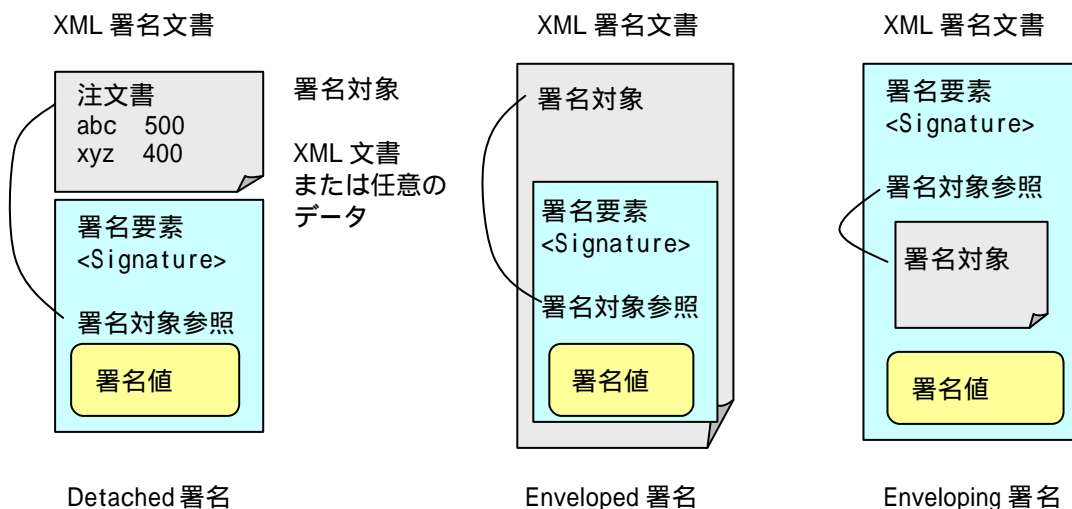 XML 署名文書
注文書
abc 500
xyz 400
署名要素
<Signature>
署名対象参照
署名値
Detached 署名
署名対象
XML 文書
または任意の
データ
XML 署名文書
署名対象
署名要素
<Signature>
署名対象参照
署名値
Enveloped 署名
XML 署名文書
署名要素
<Signature>
署名対象参照
署名対象
署名値
Enveloping 署名